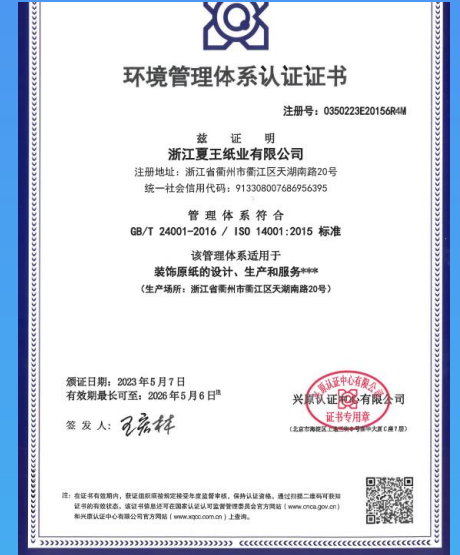 环境管理体系认证证书
注册号：0350223E20156R4M
兹 证 明
浙江夏王纸业有限公司
注册地址：浙江省衢州市衢江区天湖南路20号
统一社会信用代码：913308007686956395
管 理 体 系 符 合
GB/T 24001-2016 / ISO 14001:2015 标准
该管理体系适用于
装饰原纸的设计、生产和服务***
（生产场所：浙江省衢州市衢江区天湖南路20号）
颁证日期：2023年5月7日
有效期最长可至：2026年5月6日注
兴原认证中心有限公司
证书专用章
签 发 人：
注：在证书有效期内，获证组织须按规定接受年度监督审核，保持认证资格，通过扫描二维码可获知
证书的有效状态。该证书信息还可在国家认证认可监督管理委员会官方网站（www.cnca.gov.cn）
和兴原认证中心有限公司官方网站（www.xqcc.com.cn）上查询。